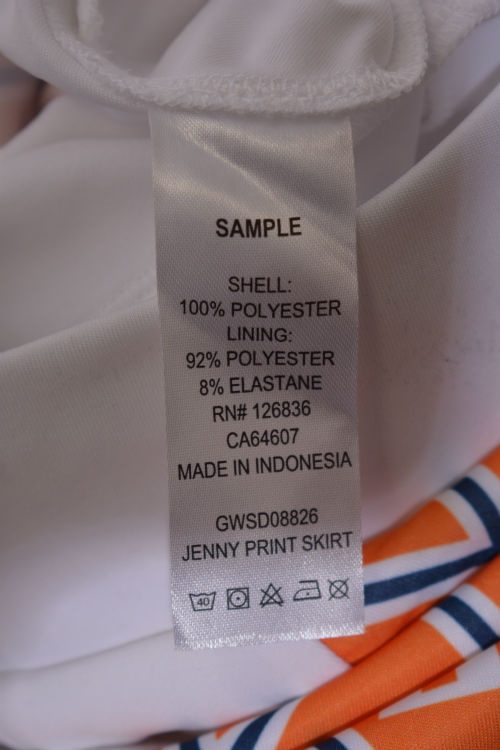 SAMPLE
SHELL:
100% POLYESTER
LINING:
92% POLYESTER
8% ELASTANE
RN# 126836
CA64607
MADE IN INDONESIA
GWSD08826
JENNY PRINT SKIRT
40